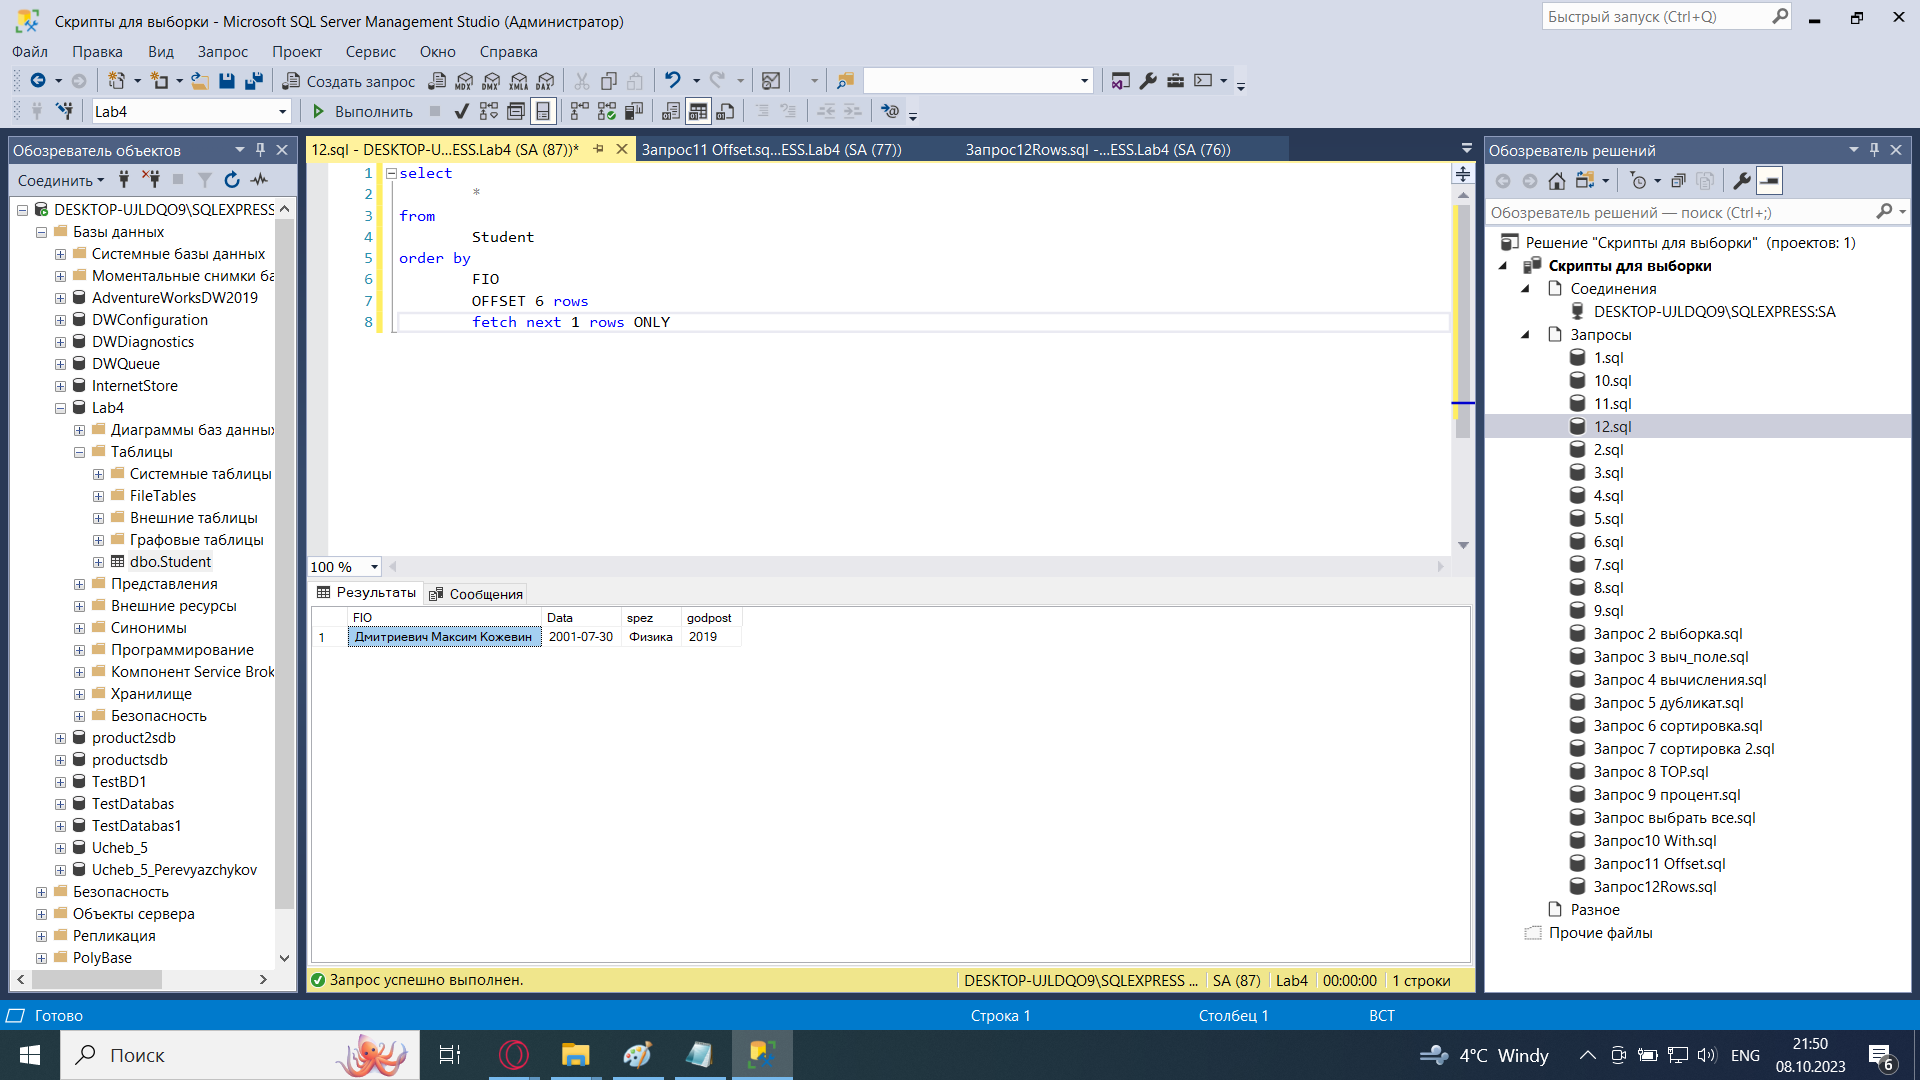 Скрипты для выборки - Microsoft SQL Server Management Studio (Администратор)
Быстрый запуск (Ctrl+Q)
Файл Правка Вид Запрос Проект Сервис Окно Справка
Создать запрос MDX DMX XMLA DAX
Lab4 Выполнить
Обозреватель объектов
Соединить
DESKTOP-UJLDQO9\SQLEXPRESS
Базы данных
Системные базы данных
Моментальные снимки ба
AdventureWorksDW2019
DWConfiguration
DWDiagnostics
DWQueue
InternetStore
Lab4
Диаграммы баз данных
Таблицы
Системные таблицы
FileTables
Внешние таблицы
Графовые таблицы
dbo.Student
Представления
Внешние ресурсы
Синонимы
Программирование
Компонент Service Brok
Хранилище
Безопасность
product2sdb
productsdb
TestBD1
TestDatabas
TestDatabas1
Ucheb_5
Ucheb_5_Perevyazchykov
Безопасность
Объекты сервера
Репликация
PolyBase
12.sql - DESKTOP-U...ESS.Lab4 (SA (87))*
Запрос11 Offset.sq...ESS.Lab4 (SA (77))
Запрос12Rows.sql -...ESS.Lab4 (SA (76))
1 select
2 *
3 from
4 Student
5 order by
6 FIO
7 OFFSET 6 rows
8 fetch next 1 rows ONLY
100 %
Результаты Сообщения
FIO Data spez godpost
1 Дмитриевич Максим Кожевин 2001-07-30 Физика 2019
Запрос успешно выполнен.
DESKTOP-UJLDQO9\SQLEXPRESS ... SA (87) Lab4 00:00:00 1 строки
Обозреватель решений
Обозреватель решений — поиск (Ctrl+;)
Решение "Скрипты для выборки" (проектов: 1)
Скрипты для выборки
Соединения
DESKTOP-UJLDQO9\SQLEXPRESS:SA
Запросы
1.sql
10.sql
11.sql
12.sql
2.sql
3.sql
4.sql
5.sql
6.sql
7.sql
8.sql
9.sql
Запрос 2 выборка.sql
Запрос 3 выч_поле.sql
Запрос 4 вычисления.sql
Запрос 5 дубликат.sql
Запрос 6 сортировка.sql
Запрос 7 сортировка 2.sql
Запрос 8 TOP.sql
Запрос 9 процент.sql
Запрос выбрать все.sql
Запрос10 With.sql
Запрос11 Offset.sql
Запрос12Rows.sql
Разное
Прочие файлы
Готово Строка 1 Столбец 1 ВСТ
Поиск
4°C Windy
ENG
21:50
08.10.2023
6